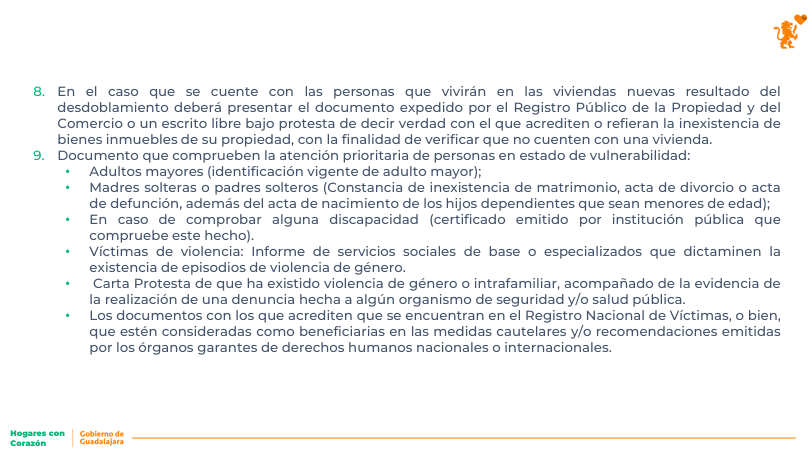 8. En el caso que se cuente con las personas que vivirán en las viviendas nuevas resultado del
desdoblamiento deberá presentar el documento expedido por el Registro Público de la Propiedad y del
Comercio o un escrito libre bajo protesta de decir verdad con el que acrediten o refieran la inexistencia de
bienes inmuebles de su propiedad, con la finalidad de verificar que no cuenten con una vivienda.
9. Documento que comprueben la atención prioritaria de personas en estado de vulnerabilidad:
▪ Adultos mayores (identificación vigente de adulto mayor);
▪ Madres solteras o padres solteros (Constancia de inexistencia de matrimonio, acta de divorcio o acta
de defunción, además del acta de nacimiento de los hijos dependientes que sean menores de edad);
▪ En caso de comprobar alguna discapacidad (certificado emitido por institución pública que
compruebe este hecho).
▪ Víctimas de violencia: Informe de servicios sociales de base o especializados que dictaminen la
existencia de episodios de violencia de género.
▪ Carta Protesta de que ha existido violencia de género o intrafamiliar, acompañado de la evidencia de
la realización de una denuncia hecha a algún organismo de seguridad y/o salud pública.
▪ Los documentos con los que acrediten que se encuentran en el Registro Nacional de Víctimas, o bien,
que estén consideradas como beneficiarias en las medidas cautelares y/o recomendaciones emitidas
por los órganos garantes de derechos humanos nacionales o internacionales.
Hogares con
Corazón
Gobierno de
Guadalajara